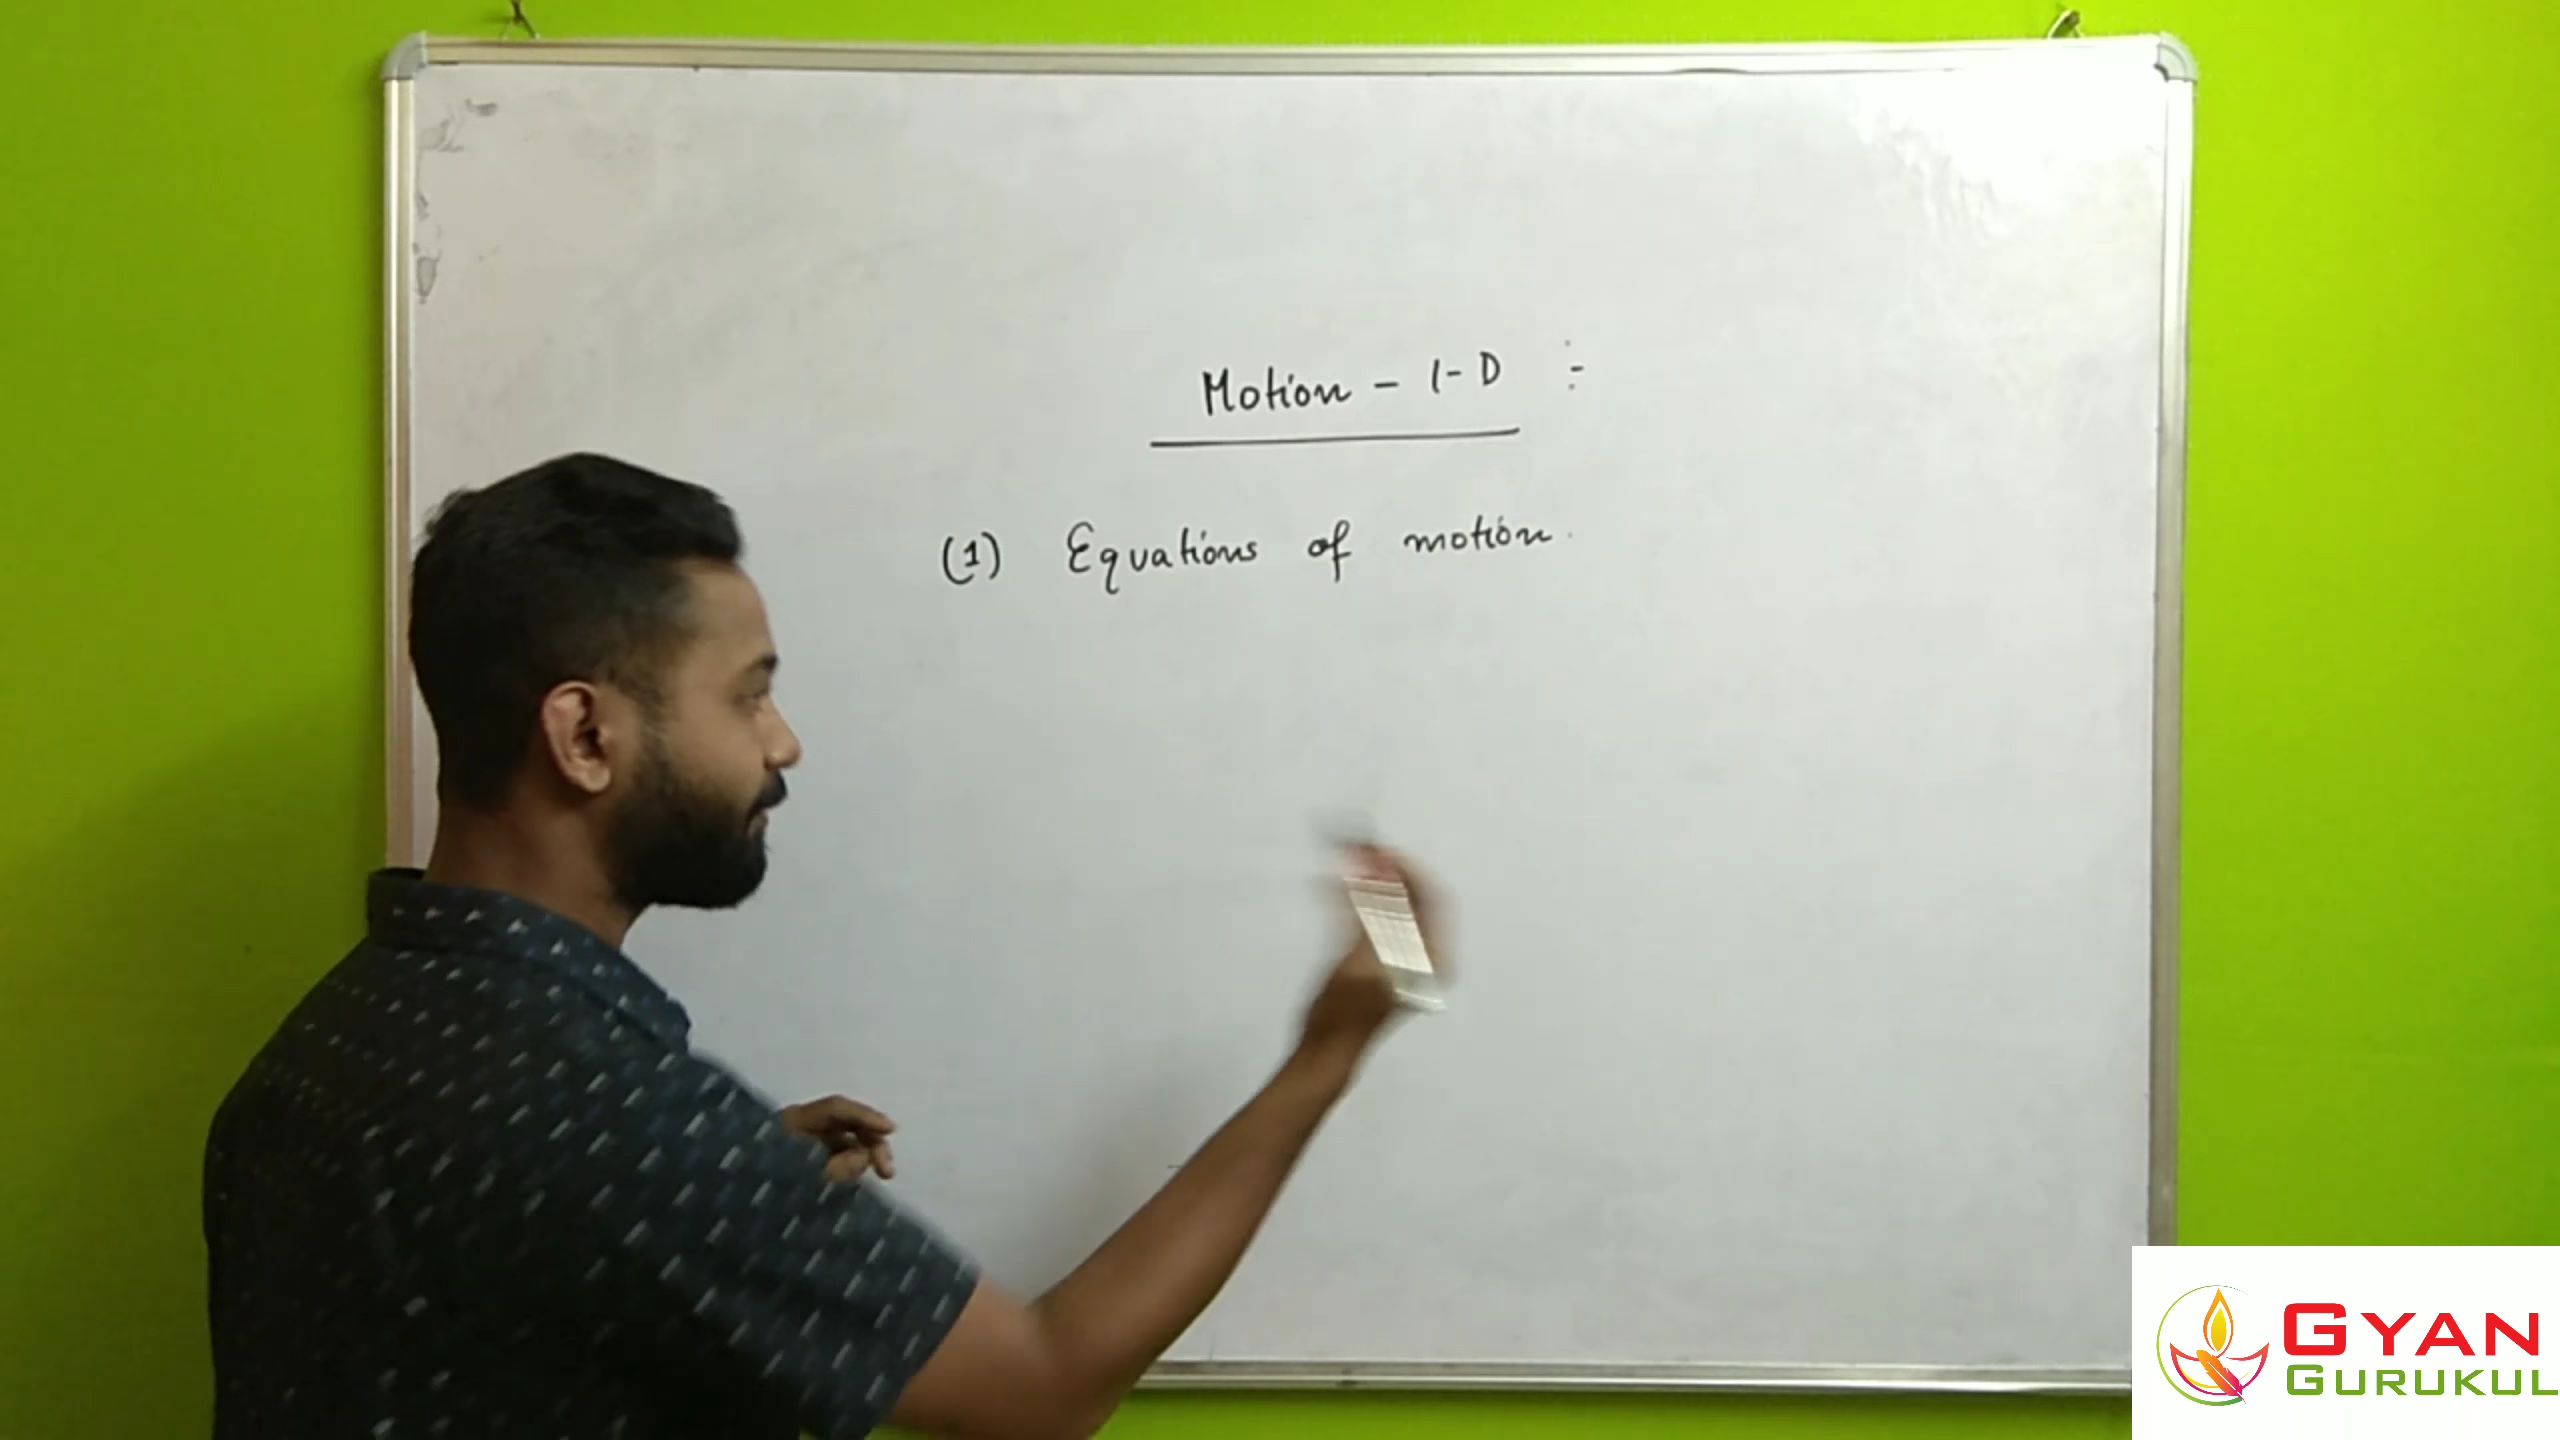 Motion - 1-D :-
(1) Equations of motion.
GYAN
GURUKUL